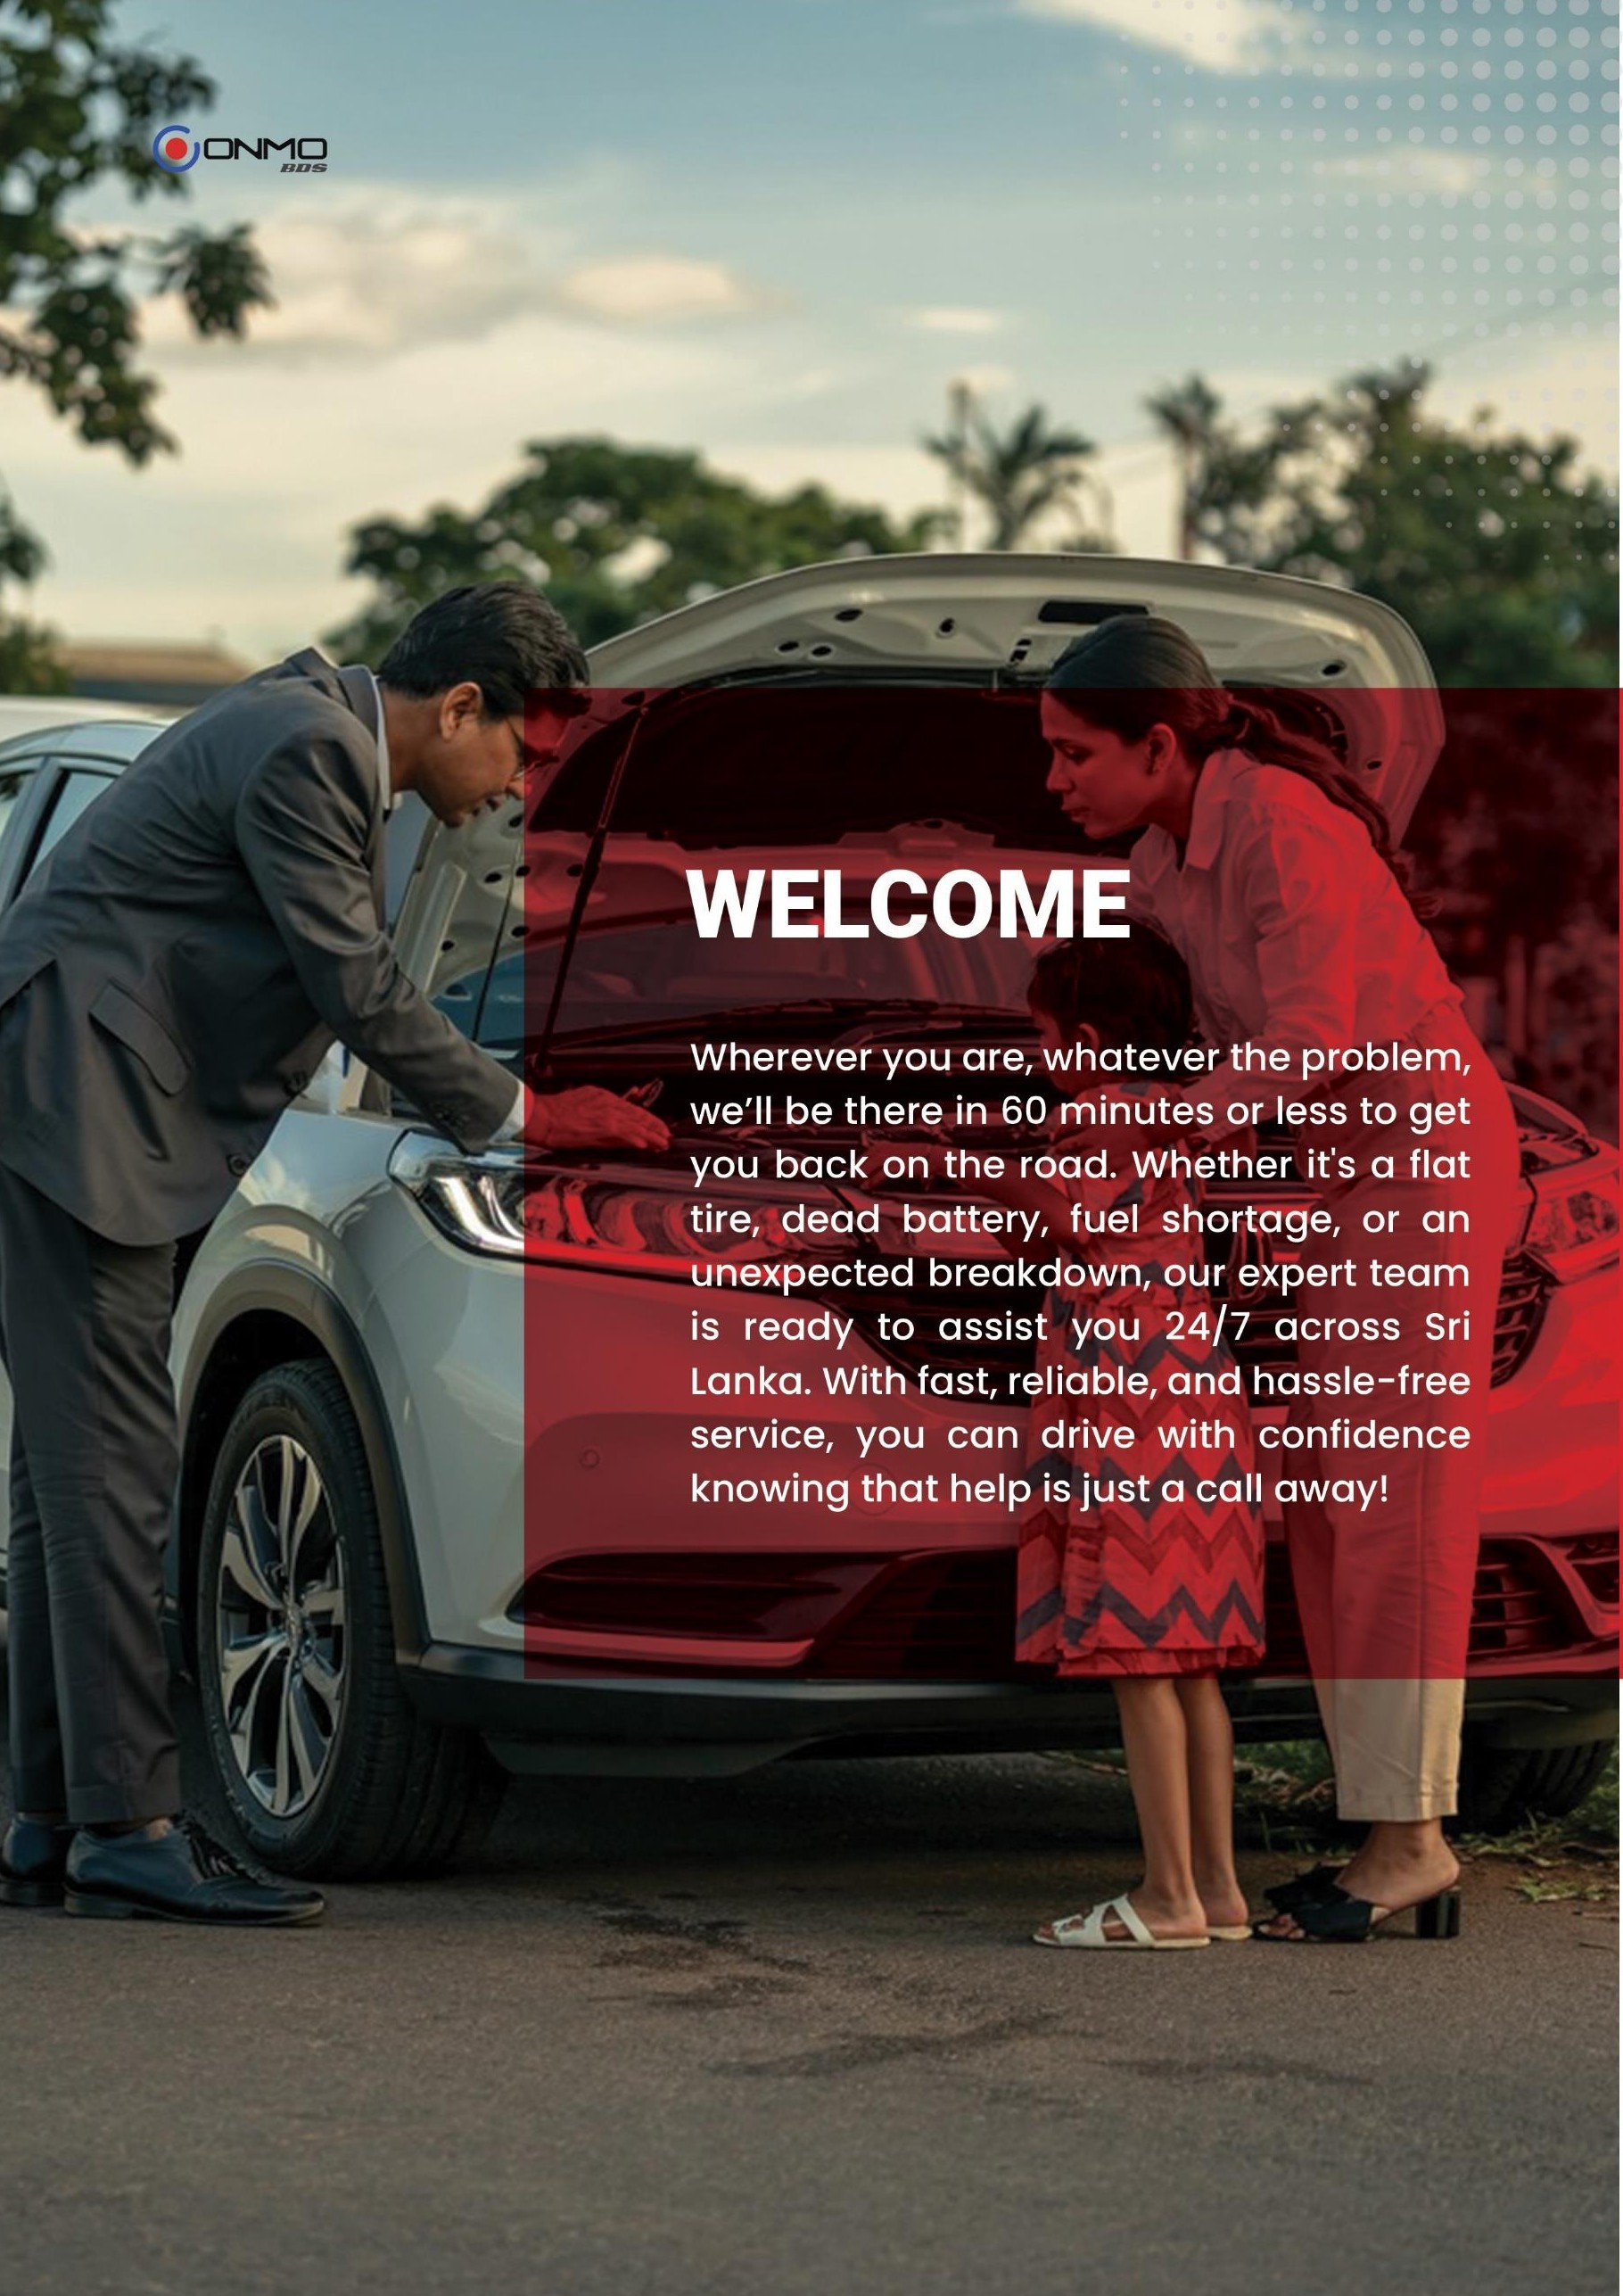 ONMO
BDS
WELCOME
Wherever you are, whatever the problem,
we’ll be there in 60 minutes or less to get
you back on the road. Whether it's a flat
tire, dead battery, fuel shortage, or an
unexpected breakdown, our expert team
is ready to assist you 24/7 across Sri
Lanka. With fast, reliable, and hassle-free
service, you can drive with confidence
knowing that help is just a call away!